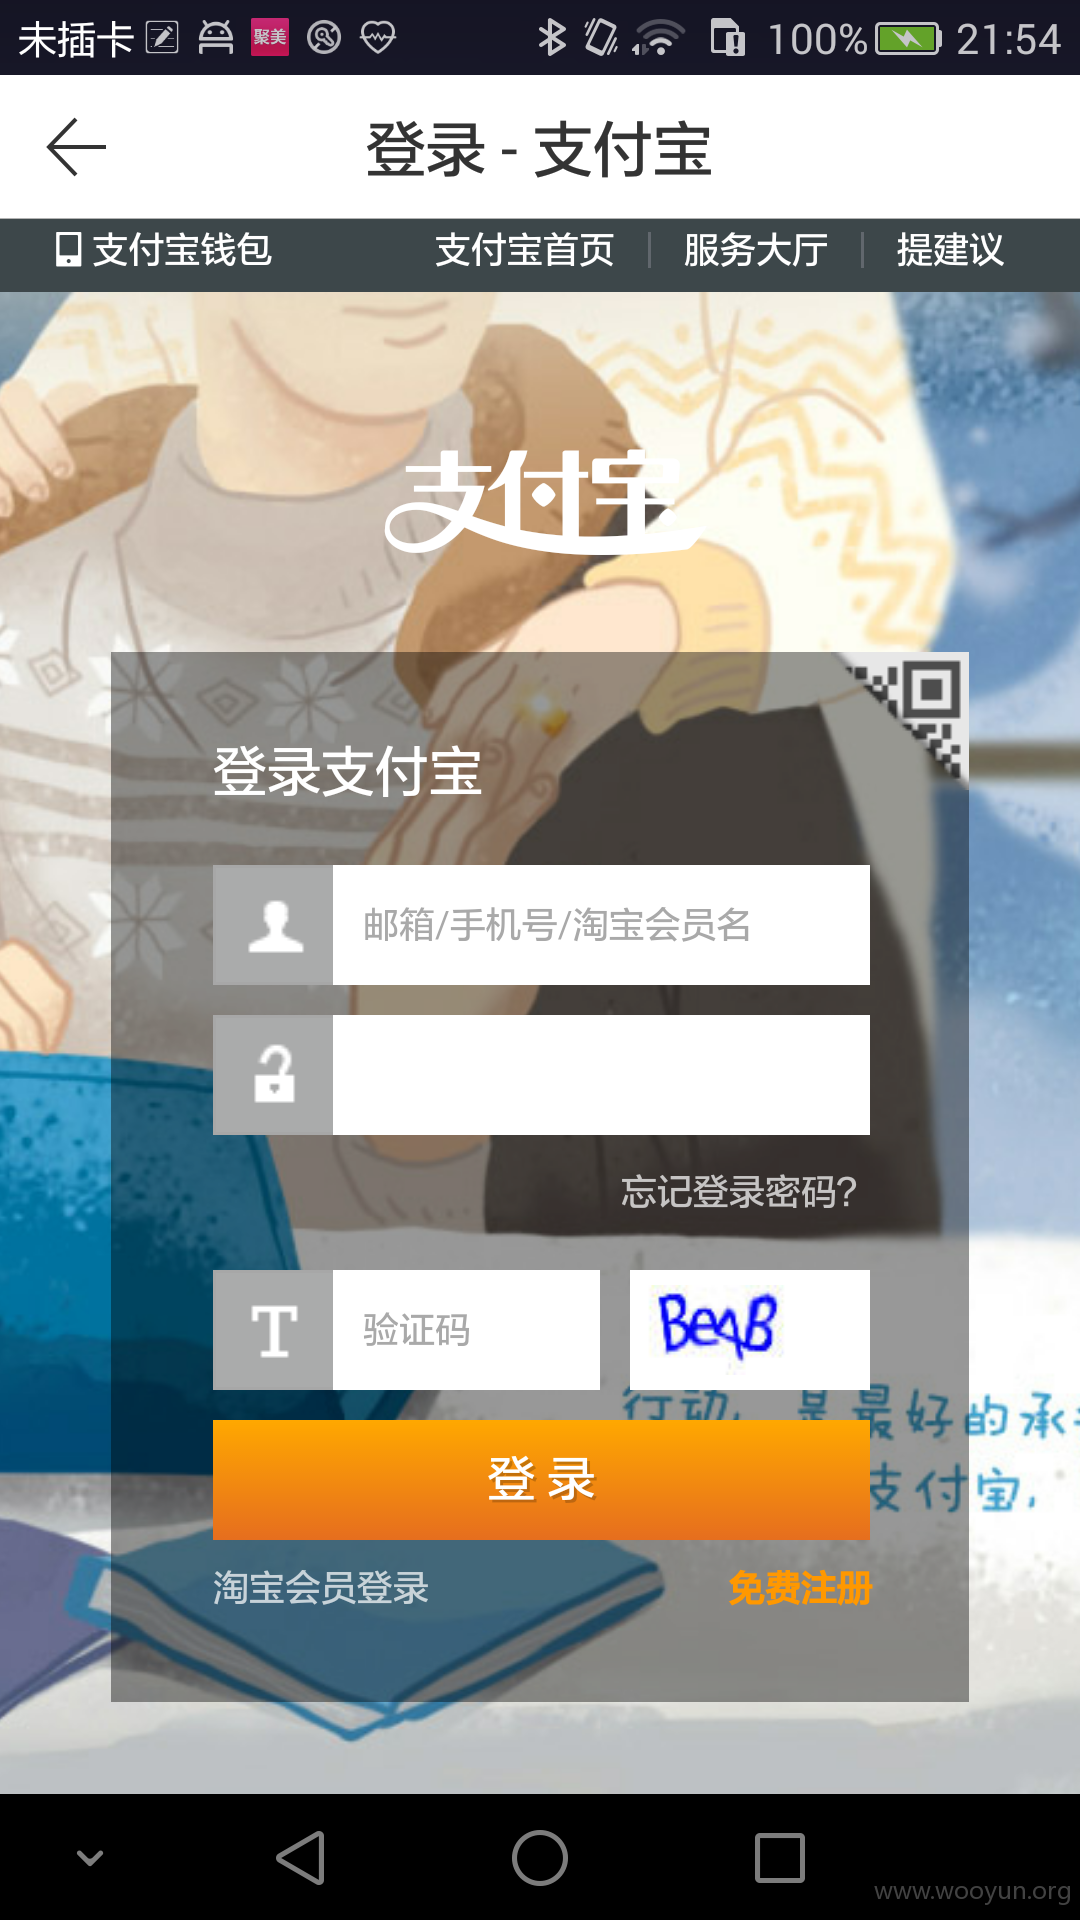 未插卡 聚美 100% 21:54
登录 - 支付宝
支付宝钱包 支付宝首页 服务大厅 提建议
支付宝
登录支付宝
邮箱/手机号/淘宝会员名
忘记登录密码?
验证码 BeqB
行动, 是最好的承
登 录
支付宝,
淘宝会员登录 免费注册
www.wooyun.org